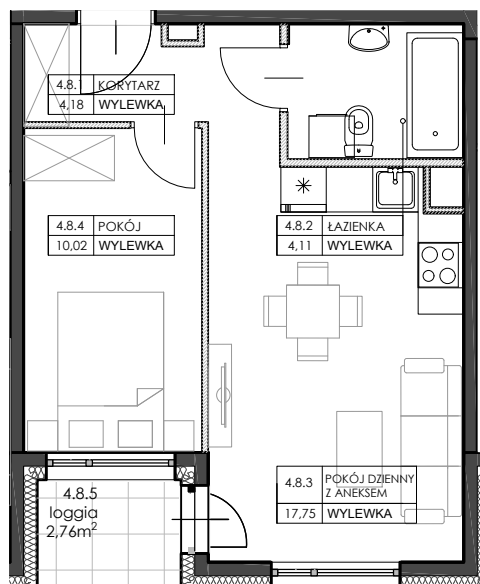 4.8.1 KORYTARZ
4,18 WYLEWKA
4.8.4 POKÓJ
10,02 WYLEWKA
4.8.2 ŁAZIENKA
4,11 WYLEWKA
4.8.3 POKÓJ DZIENNY
Z ANEKSEM
17,75 WYLEWKA
4.8.5
loggia
2,76m²